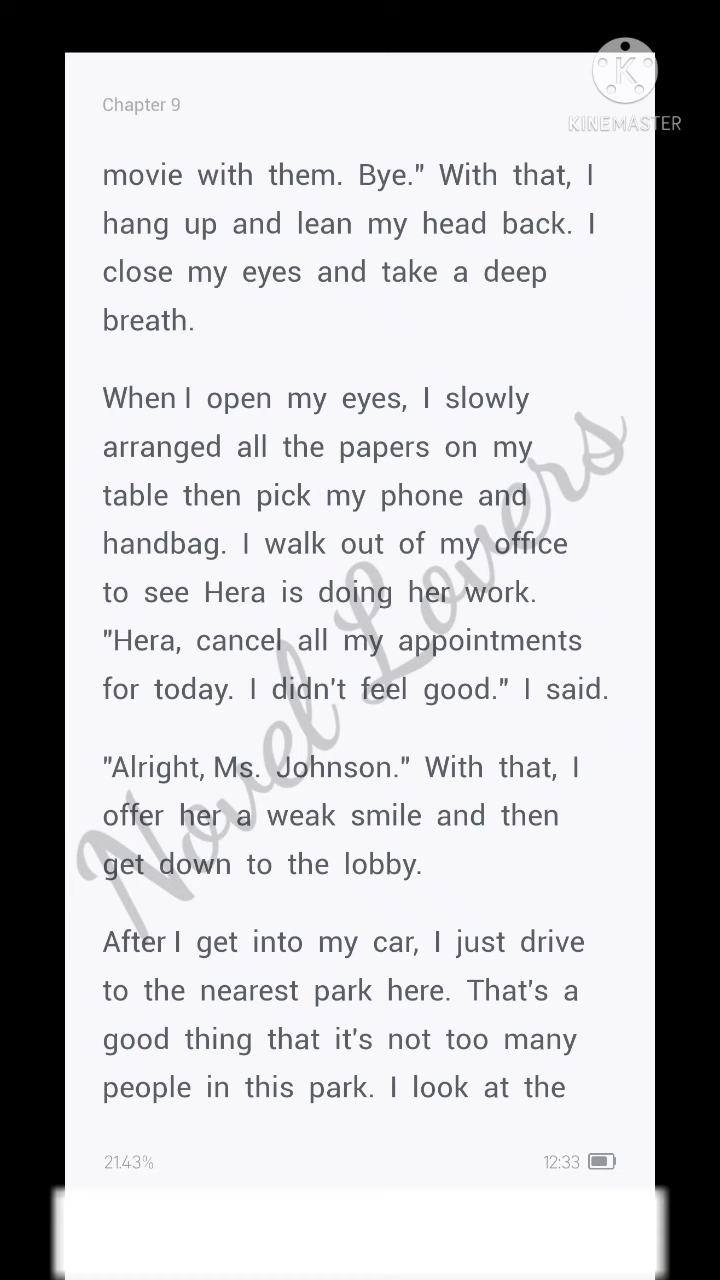 K
KINEMASTER
Chapter 9
movie with them. Bye." With that, I
hang up and lean my head back. I
close my eyes and take a deep
breath.
When I open my eyes, I slowly
arranged all the papers on my
table then pick my phone and
handbag. I walk out of my office
to see Hera is doing her work.
"Hera, cancel all my appointments
for today. I didn't feel good." I said.
"Alright, Ms. Johnson." With that, I
offer her a weak smile and then
get down to the lobby.
After I get into my car, I just drive
to the nearest park here. That's a
good thing that it's not too many
people in this park. I look at the
Novel Lovers
21.43%
12:33